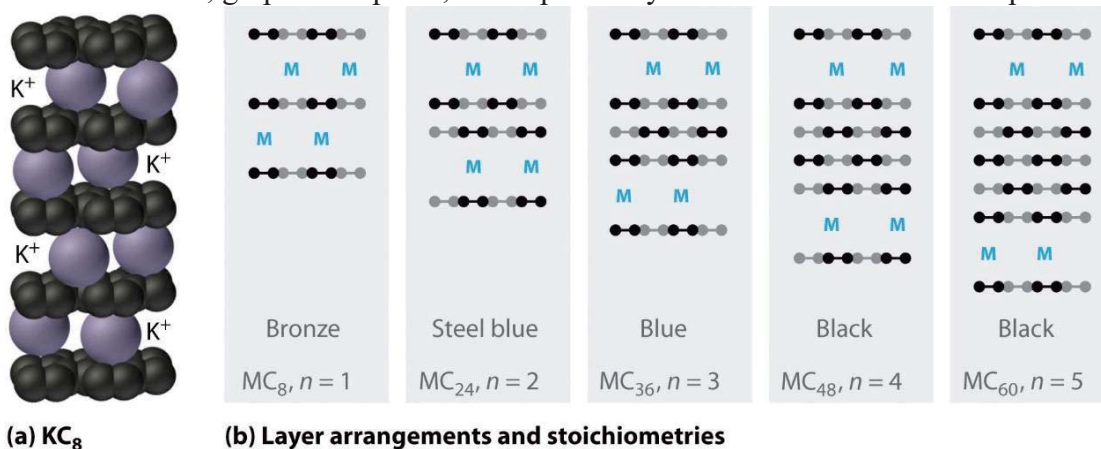 K⁺
K⁺
K⁺
K⁺
(a) KC₈
M M
M M
Bronze
MC₈, n = 1
M M
M M
Steel blue
MC₂₄, n = 2
M M
M M
Blue
MC₃₆, n = 3
M M
M M
Black
MC₄₈, n = 4
M M
M M
Black
MC₆₀, n = 5
(b) Layer arrangements and stoichiometries